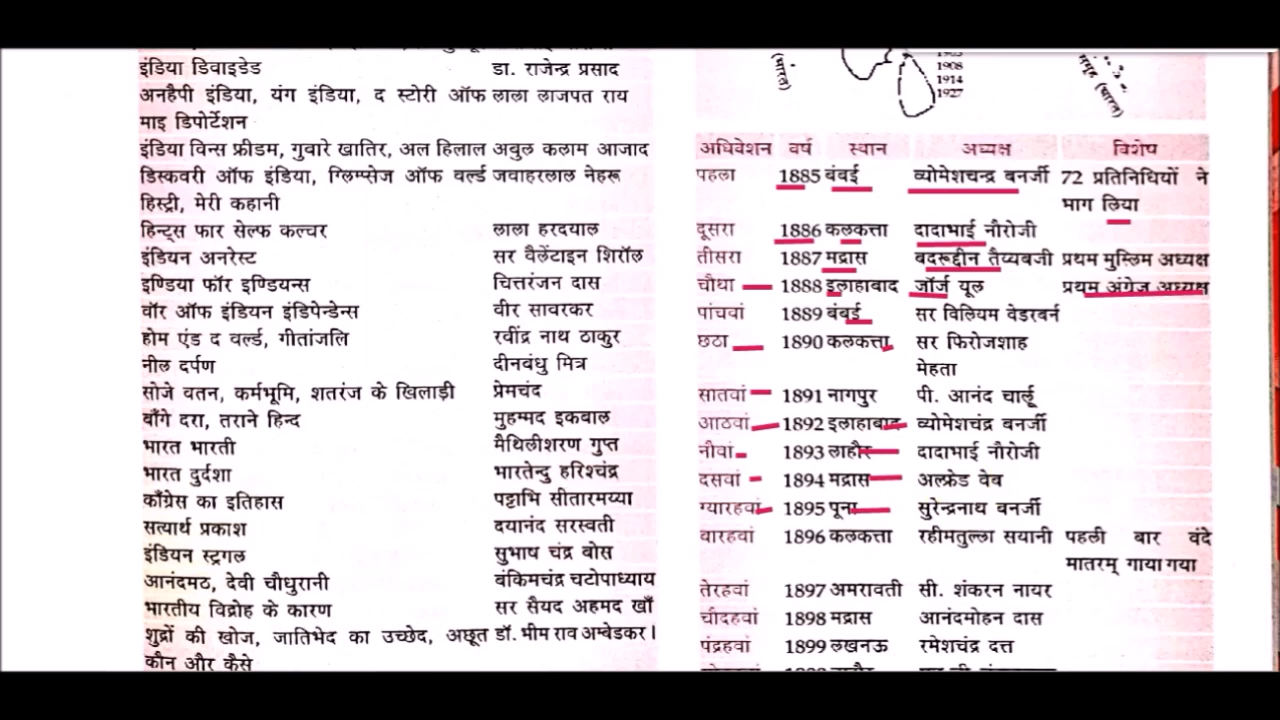 इंडिया डिवाइडेड डा. राजेन्द्र प्रसाद
अनहैपी इंडिया, यंग इंडिया, द स्टोरी ऑफ लाला लाजपत राय
माइ डिपोर्टेशन
इंडिया विन्स फ्रीडम, गुवारे खातिर, अल हिलाल अबुल कलाम आजाद
डिस्कवरी ऑफ इंडिया, ग्लिम्प्सेज ऑफ वर्ल्ड जवाहरलाल नेहरू
हिस्ट्री, मेरी कहानी
हिन्ट्स फार सेल्फ कल्चर लाला हरदयाल
इंडियन अनरेस्ट सर वैलेंटाइन शिरॉल
इण्डिया फॉर इण्डियन्स चित्तरंजन दास
वॉर ऑफ इंडियन इंडिपेन्डेन्स वीर सावरकर
होम एंड द वर्ल्ड, गीतांजलि रवींद्र नाथ ठाकुर
नील दर्पण दीनबंधु मित्र
सोजे वतन, कर्मभूमि, शतरंज के खिलाड़ी प्रेमचंद
बाँगे दरा, तराने हिन्द मुहम्मद इकबाल
भारत भारती मैथिलीशरण गुप्त
भारत दुर्दशा भारतेन्दु हरिश्चंद्र
काँग्रेस का इतिहास पट्टाभि सीतारमय्या
सत्यार्थ प्रकाश दयानंद सरस्वती
इंडियन स्ट्रगल सुभाष चंद्र बोस
आनंदमठ, देवी चौधुरानी बंकिमचंद्र चटोपाध्याय
भारतीय विद्रोह के कारण सर सैयद अहमद खाँ
शुद्रों की खोज, जातिभेद का उच्छेद, अछूत डॉ. भीम राव अम्बेडकर।
कौन और कैसे
1908
1914
1927
अधिवेशन वर्ष स्थान अध्यक्ष विशेष
पहला 1885 बंबई व्योमेशचन्द्र बनर्जी 72 प्रतिनिधियों ने
भाग लिया
दूसरा 1886 कलकत्ता दादाभाई नौरोजी
तीसरा 1887 मद्रास बदरूद्दीन तैय्यबजी प्रथम मुस्लिम अध्यक्ष
चौथा 1888 इलाहाबाद जॉर्ज यूल प्रथम अंग्रेज अध्यक्ष
पांचवां 1889 बंबई सर विलियम वेडरबर्न
छठा 1890 कलकत्ता सर फिरोजशाह
मेहता
सातवां 1891 नागपुर पी. आनंद चार्लू
आठवां 1892 इलाहाबाद व्योमेशचंद्र बनर्जी
नौवां 1893 लाहौर दादाभाई नौरोजी
दसवां 1894 मद्रास अल्फ्रेड वेब
ग्यारहवां 1895 पूना सुरेन्द्रनाथ बनर्जी
बारहवां 1896 कलकत्ता रहीमतुल्ला सयानी पहली बार वंदे
मातरम् गाया गया
तेरहवां 1897 अमरावती सी. शंकरन नायर
चौदहवां 1898 मद्रास आनंदमोहन दास
पंद्रहवां 1899 लखनऊ रमेशचंद्र दत्त